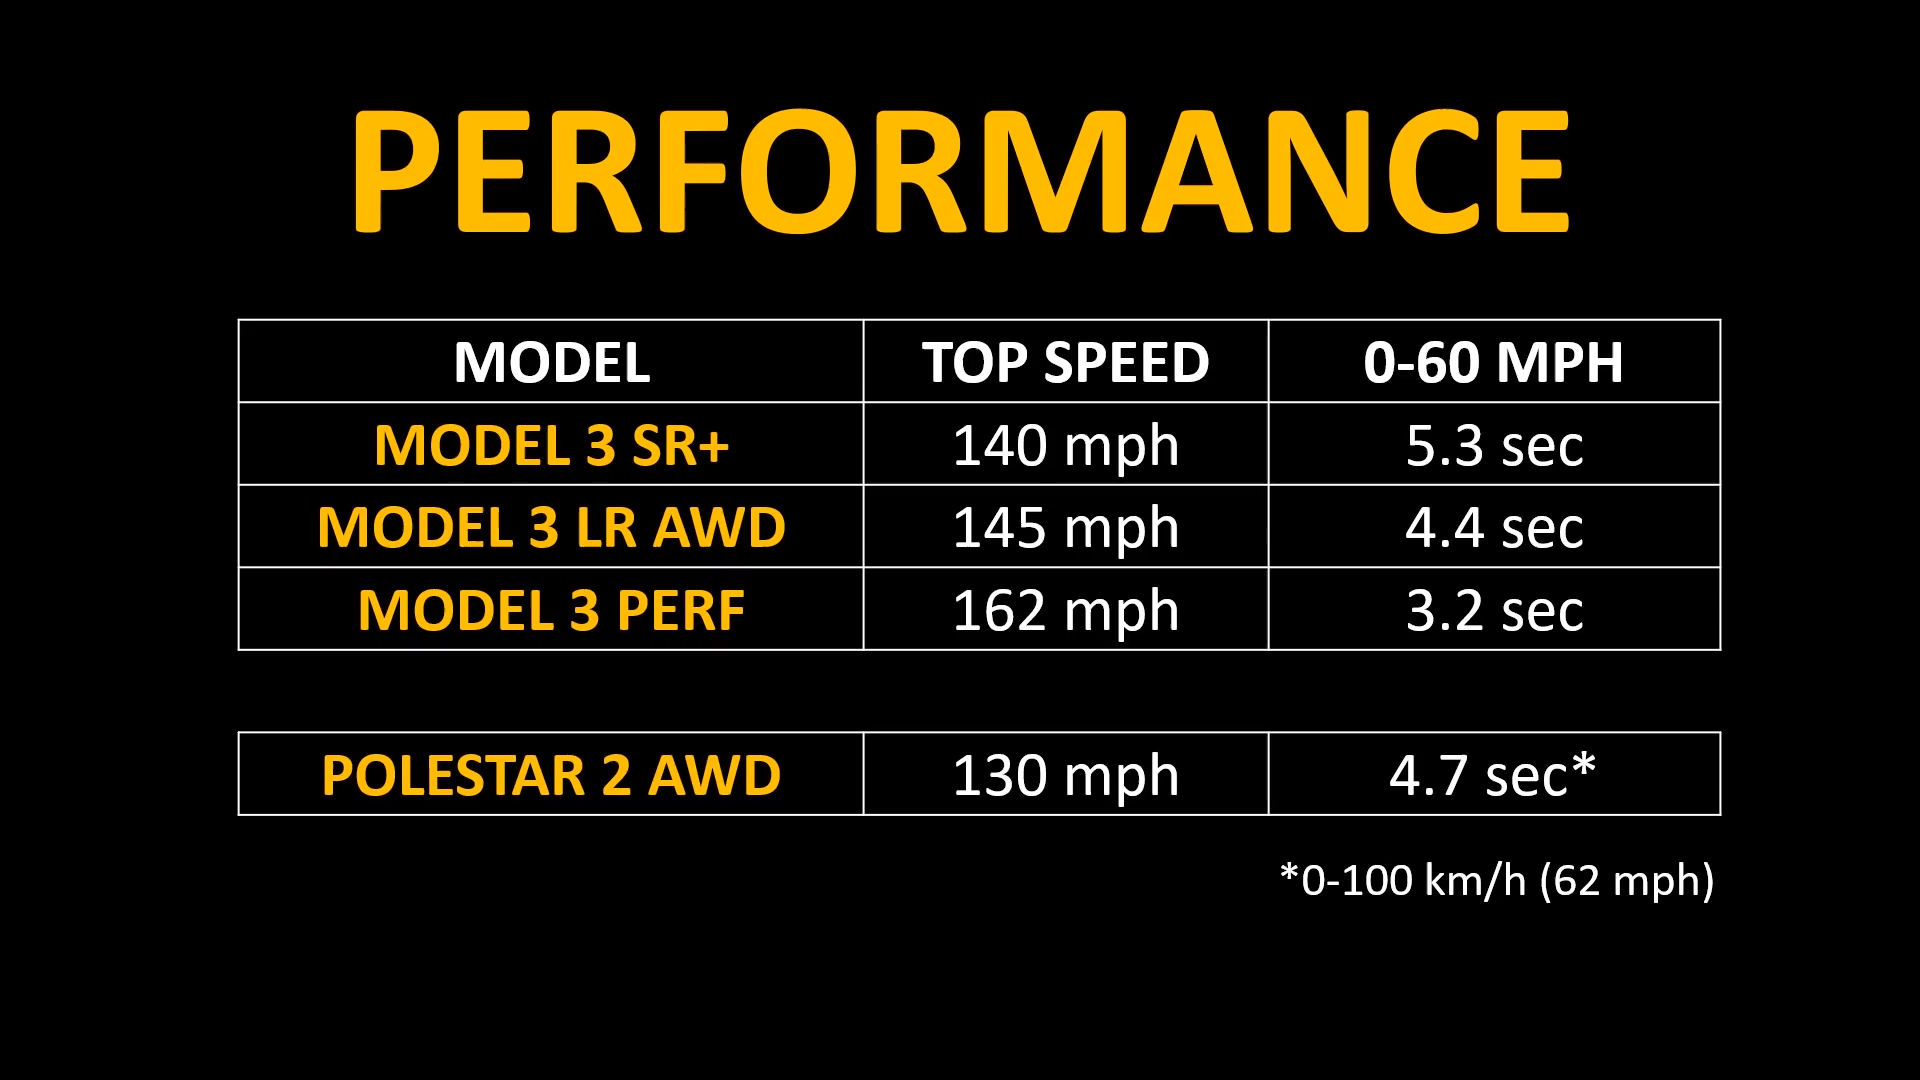 PERFORMANCE
MODEL TOP SPEED 0-60 MPH
MODEL 3 SR+ 140 mph 5.3 sec
MODEL 3 LR AWD 145 mph 4.4 sec
MODEL 3 PERF 162 mph 3.2 sec
POLESTAR 2 AWD 130 mph 4.7 sec*
*0-100 km/h (62 mph)